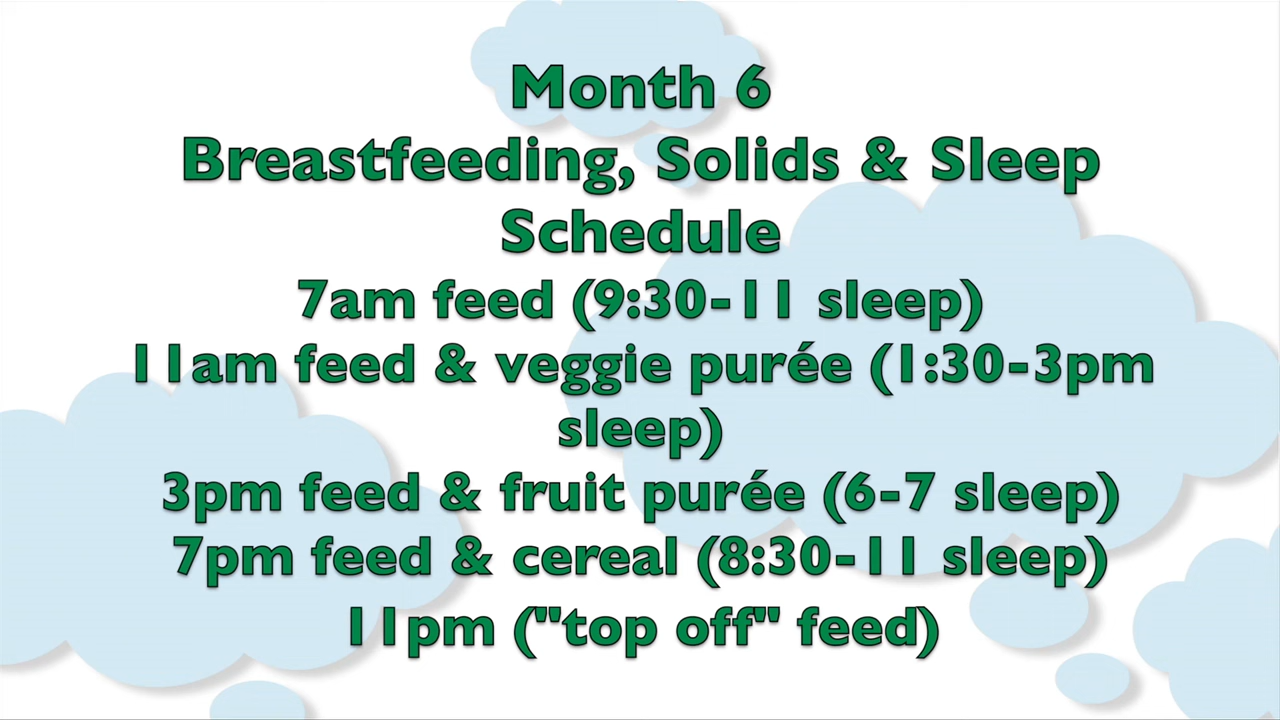 Month 6
Breastfeeding, Solids & Sleep
Schedule
7am feed (9:30-11 sleep)
11am feed & veggie purée (1:30-3pm
sleep)
3pm feed & fruit purée (6-7 sleep)
7pm feed & cereal (8:30-11 sleep)
11pm ("top off" feed)